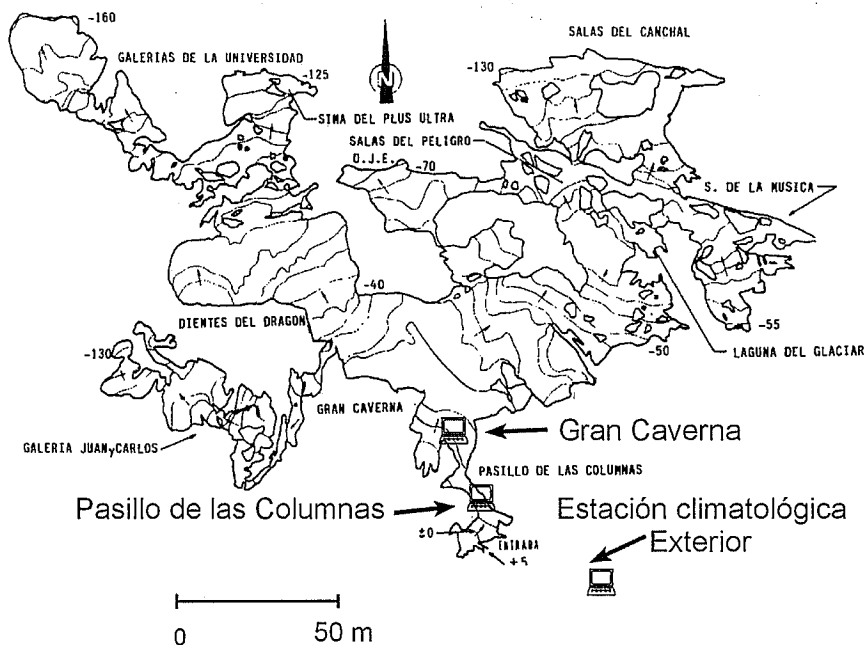 -160
GALERIAS DE LA UNIVERSIDAD
SALAS DEL CANCHAL
-125
-130
N
SIMA DEL PLUS ULTRA
SALAS DEL PELIGRO
O.J.E.
-70
S. DE LA MUSICA
-40
DIENTES DEL DRAGON
-55
-50
LAGUNA DEL GLACIAR
-130
GRAN CAVERNA
GALERIA JUAN y CARLOS
Gran Caverna
PASILLO DE LAS COLUMNAS
Pasillo de las Columnas
Estación climatológica
Exterior
±0
ENTRADA
+5
0
50 m